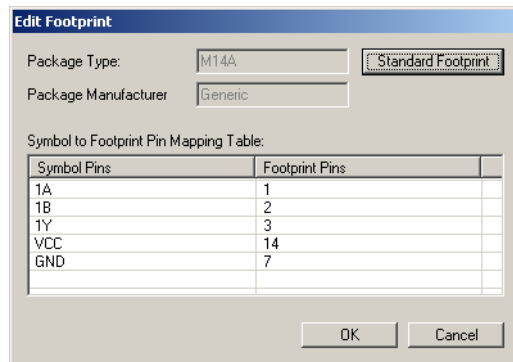 Edit Footprint
Package Type: M14A Standard Footprint
Package Manufacturer Generic
Symbol to Footprint Pin Mapping Table:
Symbol Pins Footprint Pins
1A 1
1B 2
1Y 3
VCC 14
GND 7
OK Cancel